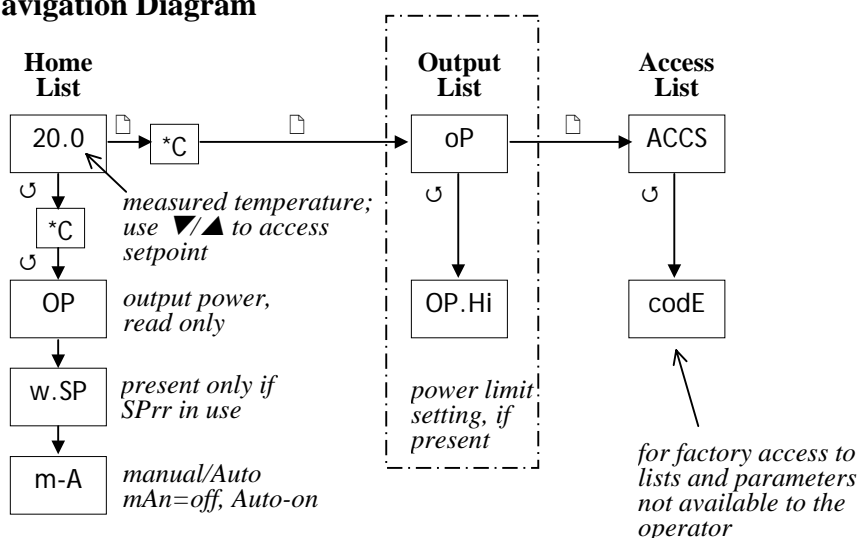 avigation Diagram
Home
List
20.0
*C
measured temperature;
use ▼/▲ to access
setpoint
*C
OP
output power,
read only
w.SP
present only if
SPrr in use
m-A
manual/Auto
mAn=off, Auto-on
Output
List
oP
OP.Hi
power limit
setting, if
present
Access
List
ACCS
codE
for factory access to
lists and parameters
not available to the
operator